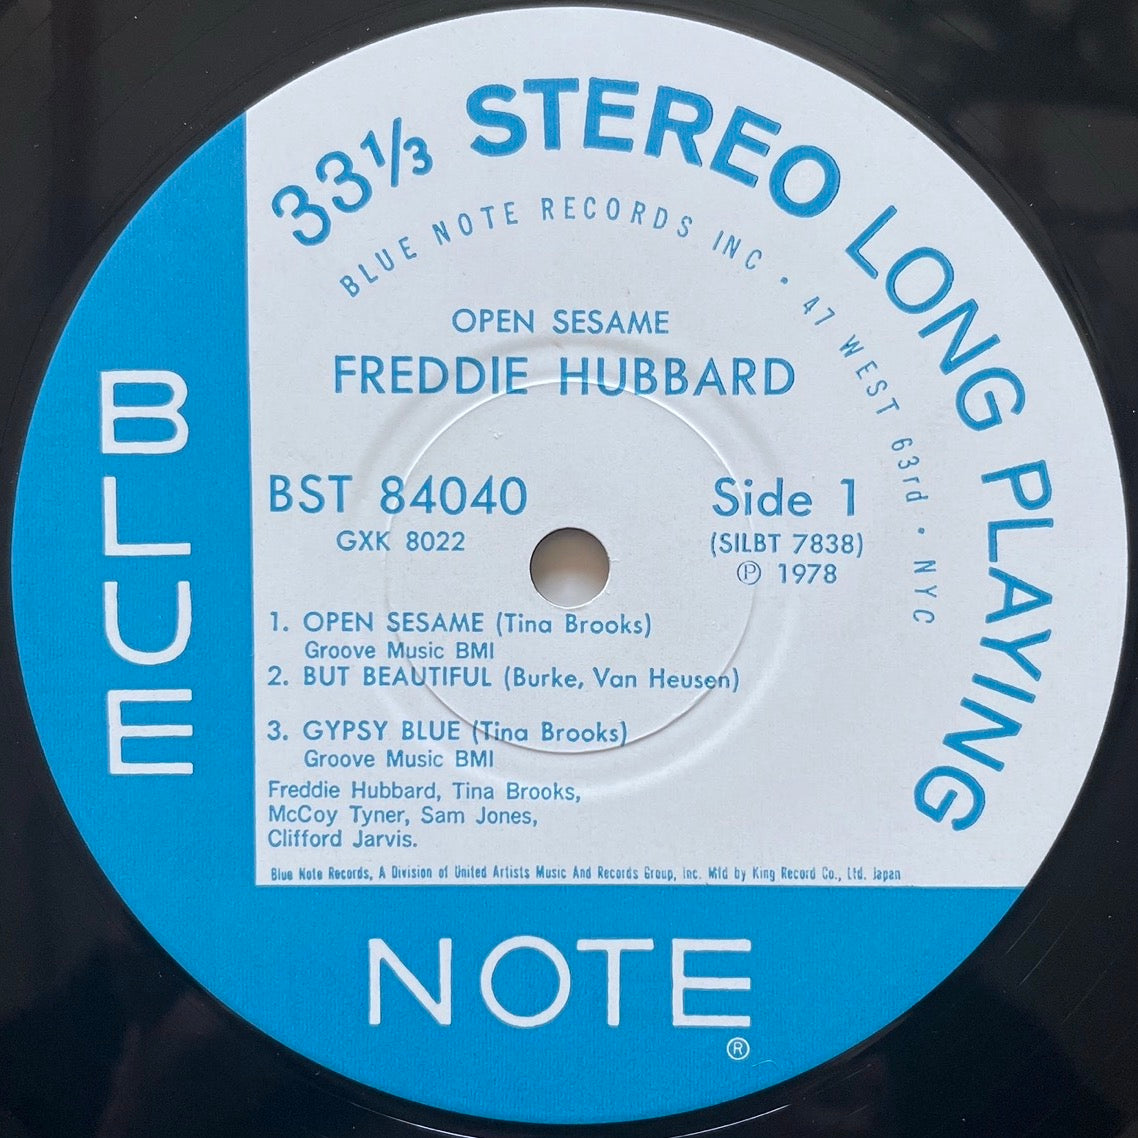 33⅓ STEREO LONG PLAYING
BLUE NOTE RECORDS INC • 47 WEST 63rd • NYC
OPEN SESAME
FREDDIE HUBBARD
BST 84040
GXK 8022
Side 1
(SILBT 7838)
Ⓟ 1978
1. OPEN SESAME (Tina Brooks)
Groove Music BMI
2. BUT BEAUTIFUL (Burke, Van Heusen)
3. GYPSY BLUE (Tina Brooks)
Groove Music BMI
Freddie Hubbard, Tina Brooks,
McCoy Tyner, Sam Jones,
Clifford Jarvis.
Blue Note Records, A Division of United Artists Music And Records Group, Inc. Mfd by King Record Co., Ltd. Japan
BLUE
NOTE
®